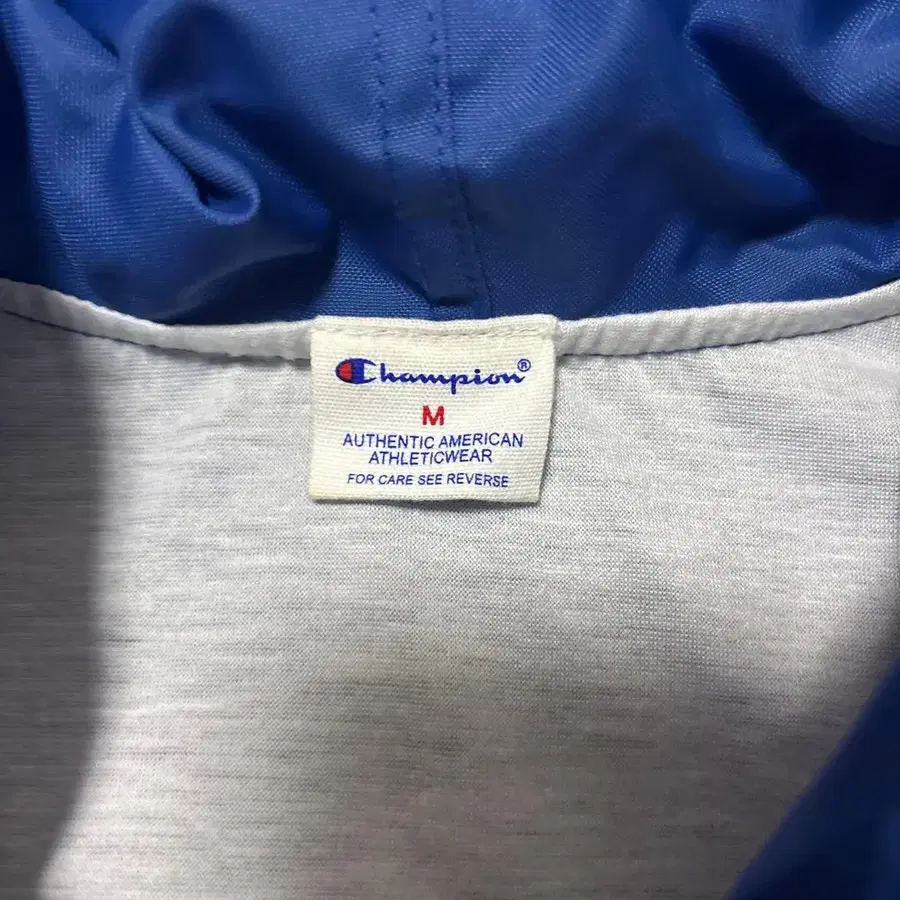 Champion®
M
AUTHENTIC AMERICAN
ATHLETICWEAR
FOR CARE SEE REVERSE